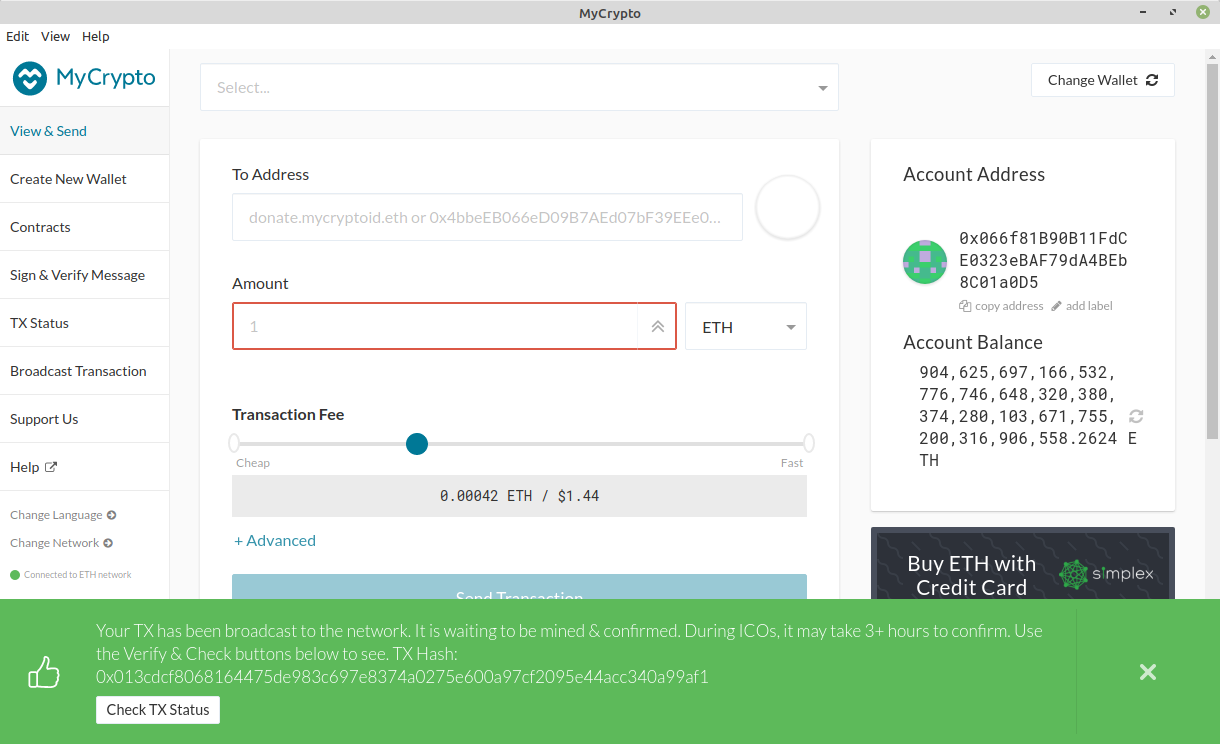 MyCrypto
Edit View Help
MyCrypto
View & Send
Create New Wallet
Contracts
Sign & Verify Message
TX Status
Broadcast Transaction
Support Us
Help
Change Language
Change Network
Connected to ETH network
Select...
Change Wallet
To Address
donate.mycryptoid.eth or 0x4bbeEB066eD09B7AEd07bF39EEe0...
Amount
1
ETH
Transaction Fee
Cheap
Fast
0.00042 ETH / $1.44
+ Advanced
Send Transaction
Account Address
0x066f81B90B11FdC
E0323eBAF79dA4BEb
8C01a0D5
copy address
add label
Account Balance
904,625,697,166,532,
776,746,648,320,380,
374,280,103,671,755,
200,316,906,558.2624 E
TH
Buy ETH with
Credit Card
simplex
Your TX has been broadcast to the network. It is waiting to be mined & confirmed. During ICOs, it may take 3+ hours to confirm. Use
the Verify & Check buttons below to see. TX Hash:
0x013cdcf8068164475de983c697e8374a0275e600a97cf2095e44acc340a99af1
Check TX Status